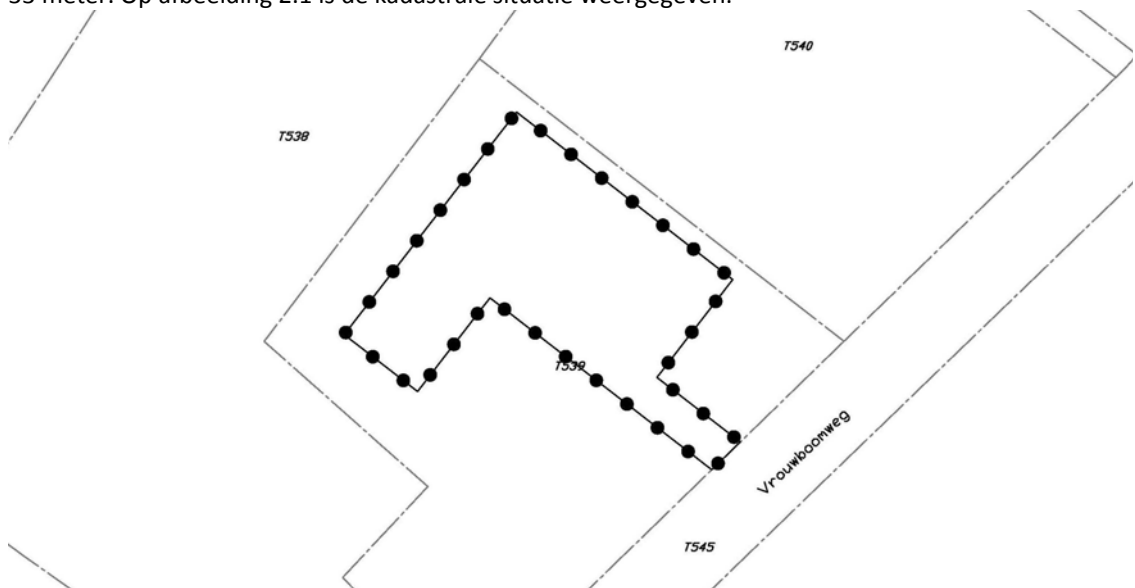 35 meter. Op afbeelding 2.1 is de kadastrale situatie weergegeven.
T540
T538
T539
Vrouwboomweg
T545